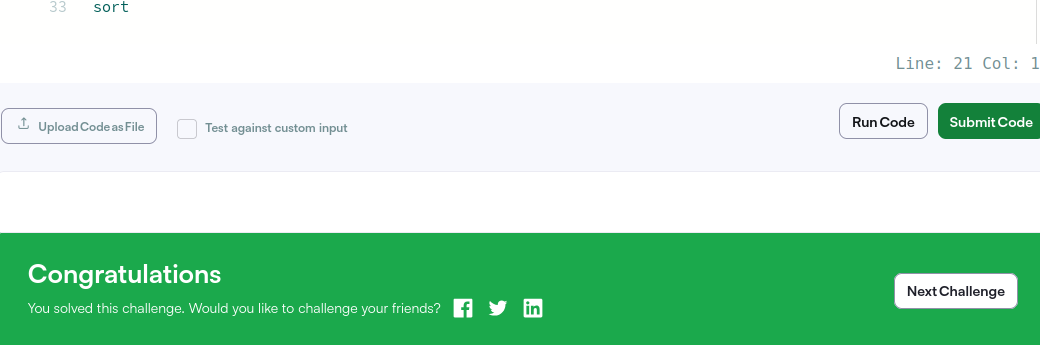 33 sort
Line: 21 Col: 1
Upload Code as File
Test against custom input
Run Code
Submit Code
Congratulations
You solved this challenge. Would you like to challenge your friends?
Next Challenge